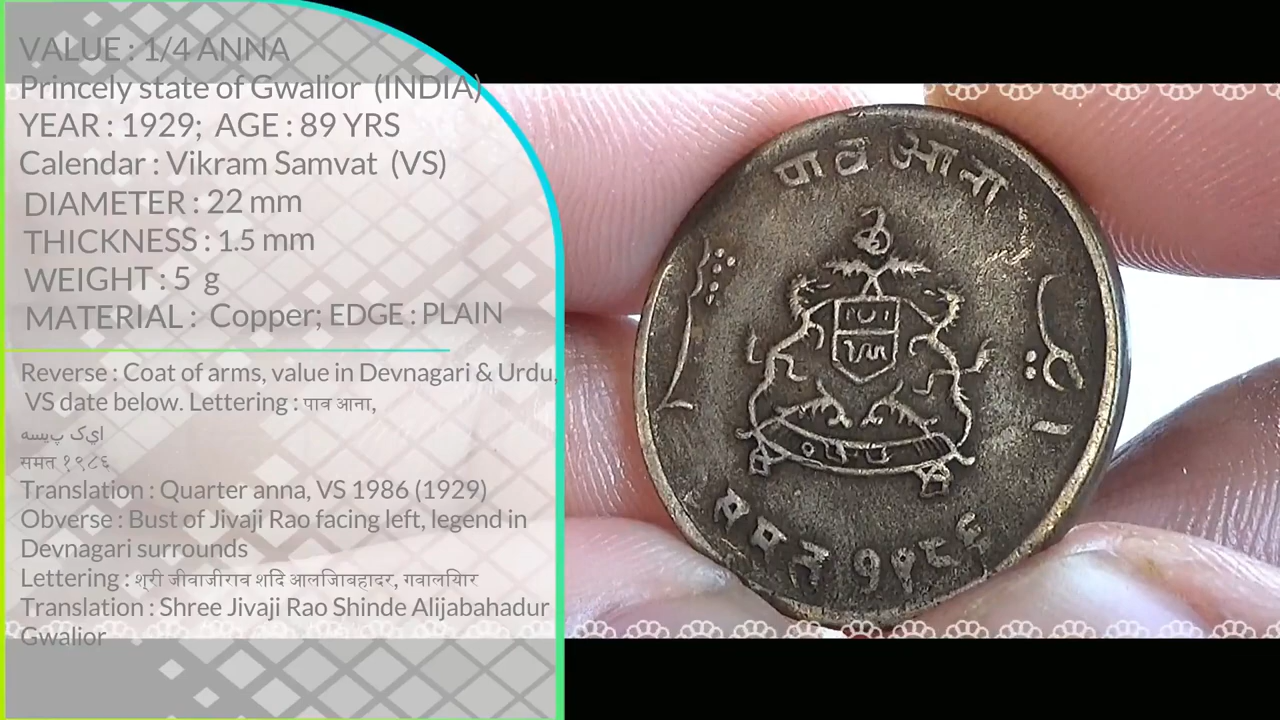 VALUE : 1/4 ANNA
Princely state of Gwalior (INDIA)
YEAR : 1929; AGE : 89 YRS
Calendar : Vikram Samvat (VS)
DIAMETER : 22 mm
THICKNESS : 1.5 mm
WEIGHT : 5 g
MATERIAL : Copper; EDGE : PLAIN
Reverse : Coat of arms, value in Devnagari & Urdu,
VS date below. Lettering : पाव आना,
ایک پیسه
समत १९८६
Translation : Quarter anna, VS 1986 (1929)
Obverse : Bust of Jivaji Rao facing left, legend in
Devnagari surrounds
Lettering : श्री जीवाजीराव शदि आलजिाबहादर, गवालयिार
Translation : Shree Jivaji Rao Shinde Alijabahadur
Gwalior
पाव आना
समत १९८६